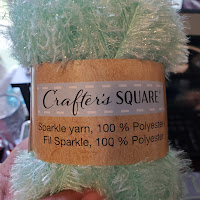 Crafter's SQUARE
Sparkle yarn, 100 % Polyester
Fil Sparkle, 100 % Polyester